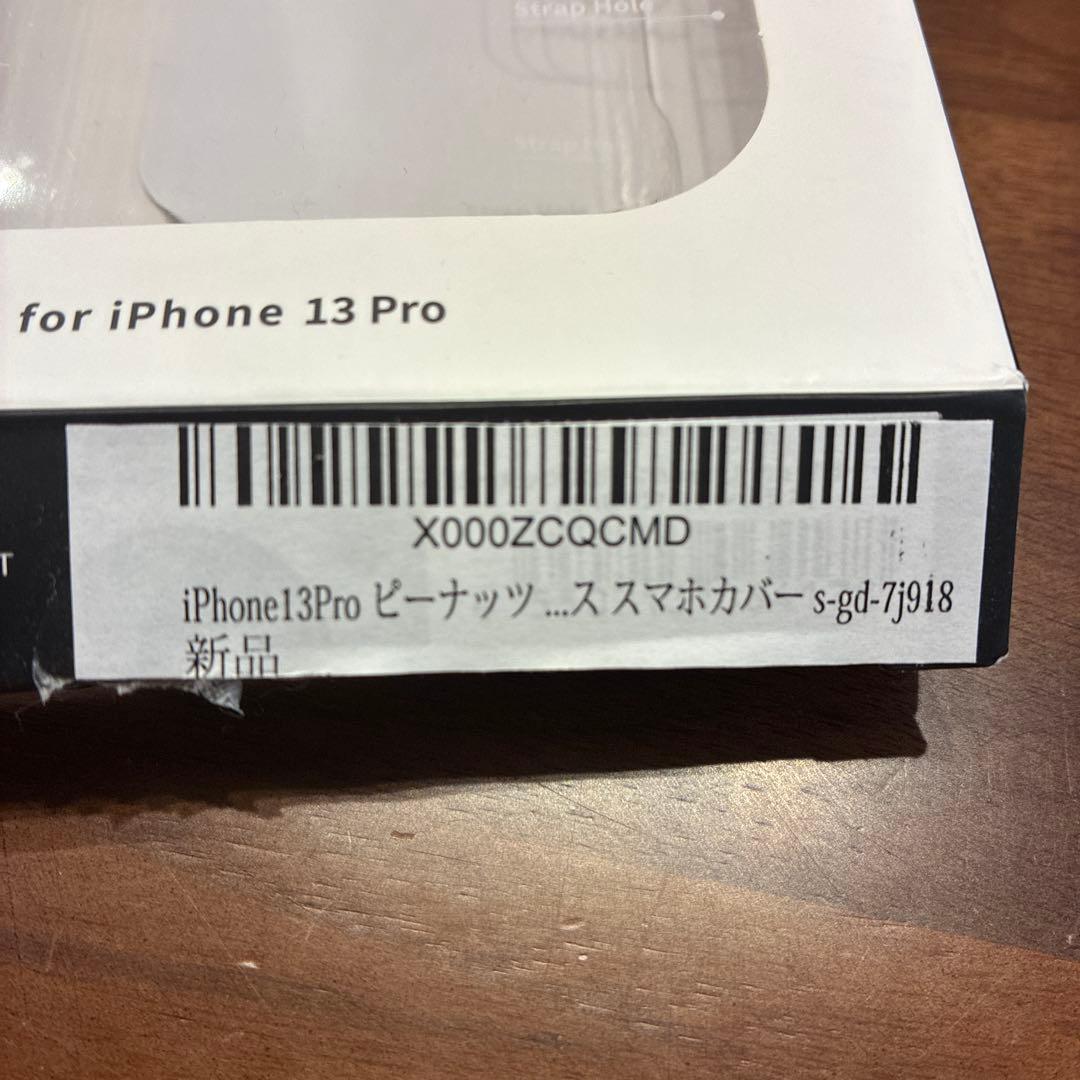 Strap Hole
for iPhone 13 Pro
T
X000ZCQCMD
iPhone13Pro ピーナッツ ...ス スマホカバー s-gd-7j918
新品